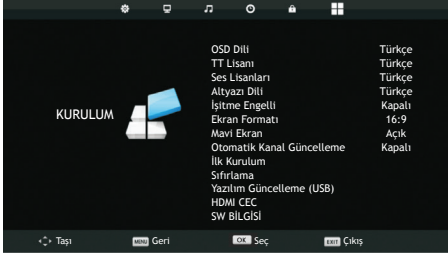 OSD Dili Türkçe
TT Lisanı Türkçe
Ses Lisanları Türkçe
Altyazı Dili Türkçe
İşitme Engelli Kapalı
KURULUM
Ekran Formatı 16:9
Mavi Ekran Açık
Otomatik Kanal Güncelleme Kapalı
İlk Kurulum
Sıfırlama
Yazılım Güncelleme (USB)
HDMI CEC
SW BİLGİSİ
Taşı MENU Geri OK Seç EXIT Çıkış